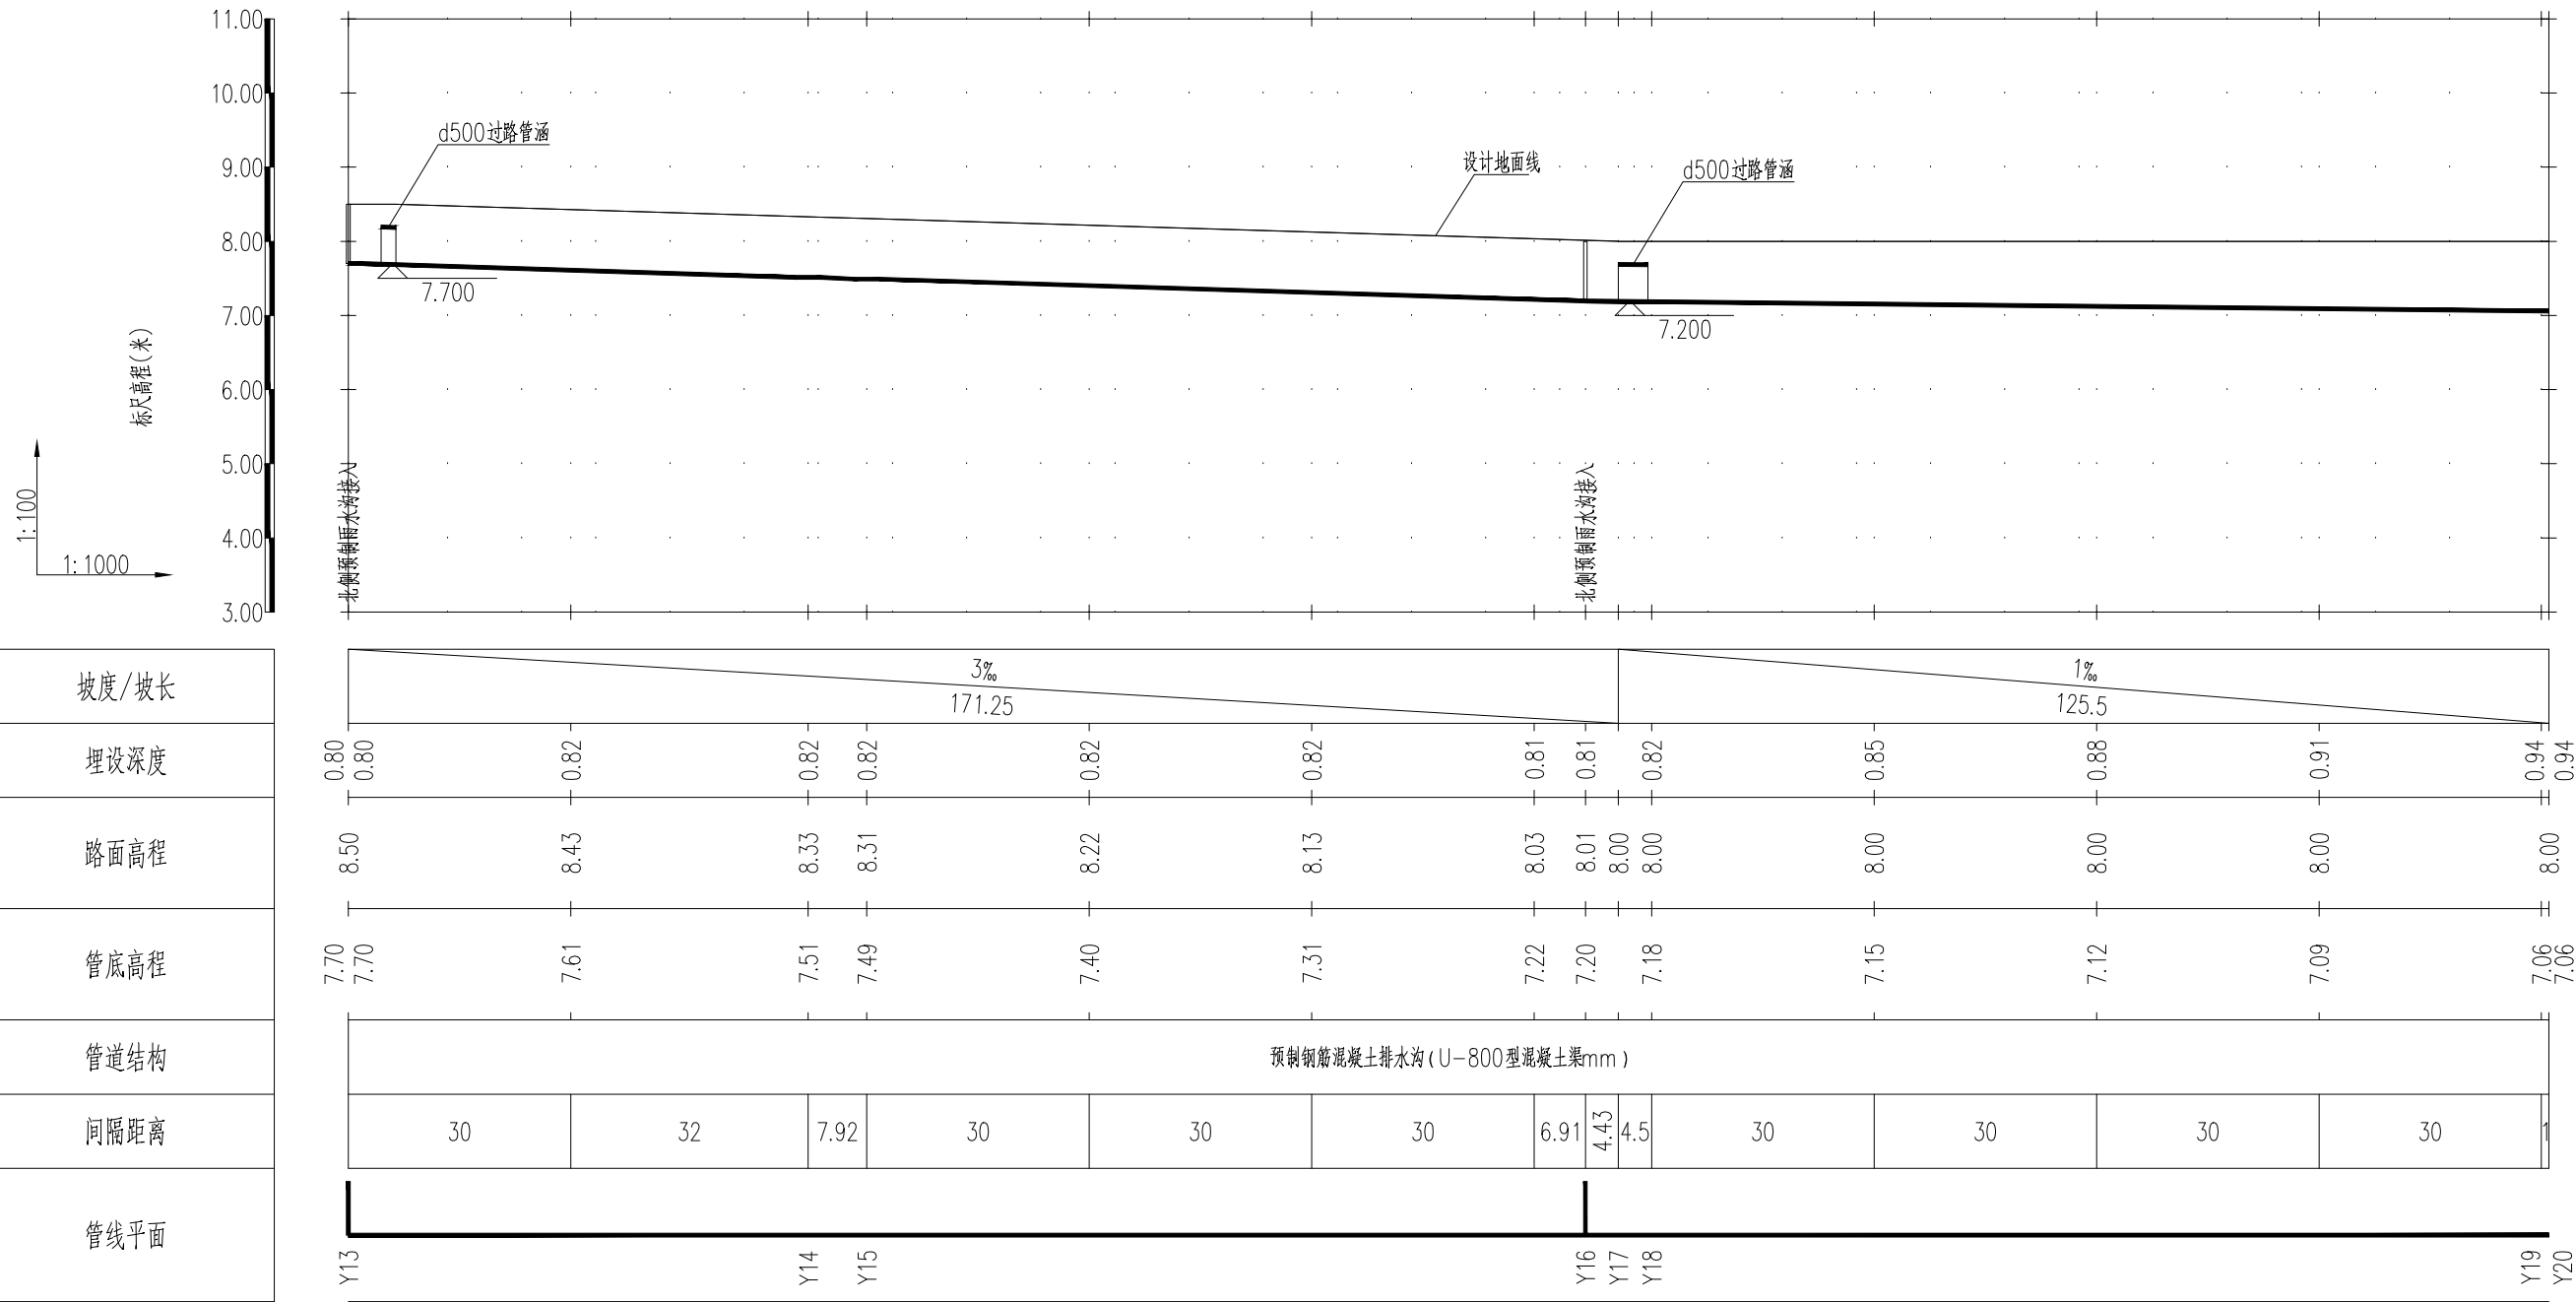 11.00
10.00
9.00
8.00
7.00
6.00
5.00
4.00
3.00
标尺高程(米)
1:100
1:1000
d500过路管涵
7.700
设计地面线
d500过路管涵
7.200
北侧预制雨水沟接入
北侧预制雨水沟接入
坡度/坡长
3‰
171.25
1‰
125.5
埋设深度
0.80 0.80 0.82 0.82 0.82 0.82 0.82 0.81 0.81 0.82 0.85 0.88 0.91 0.94 0.94
路面高程
8.50 8.43 8.33 8.31 8.22 8.13 8.03 8.01 8.00 8.00 8.00 8.00 8.00 8.00
管底高程
7.70 7.70 7.61 7.51 7.49 7.40 7.31 7.22 7.20 7.18 7.15 7.12 7.09 7.06 7.06
管道结构
预制钢筋混凝土排水沟(U-800型混凝土渠mm)
间隔距离
30 32 7.92 30 30 30 6.91 4.43 4.5 30 30 30 30 1
管线平面
Y13 Y14 Y15 Y16 Y17 Y18 Y19 Y20